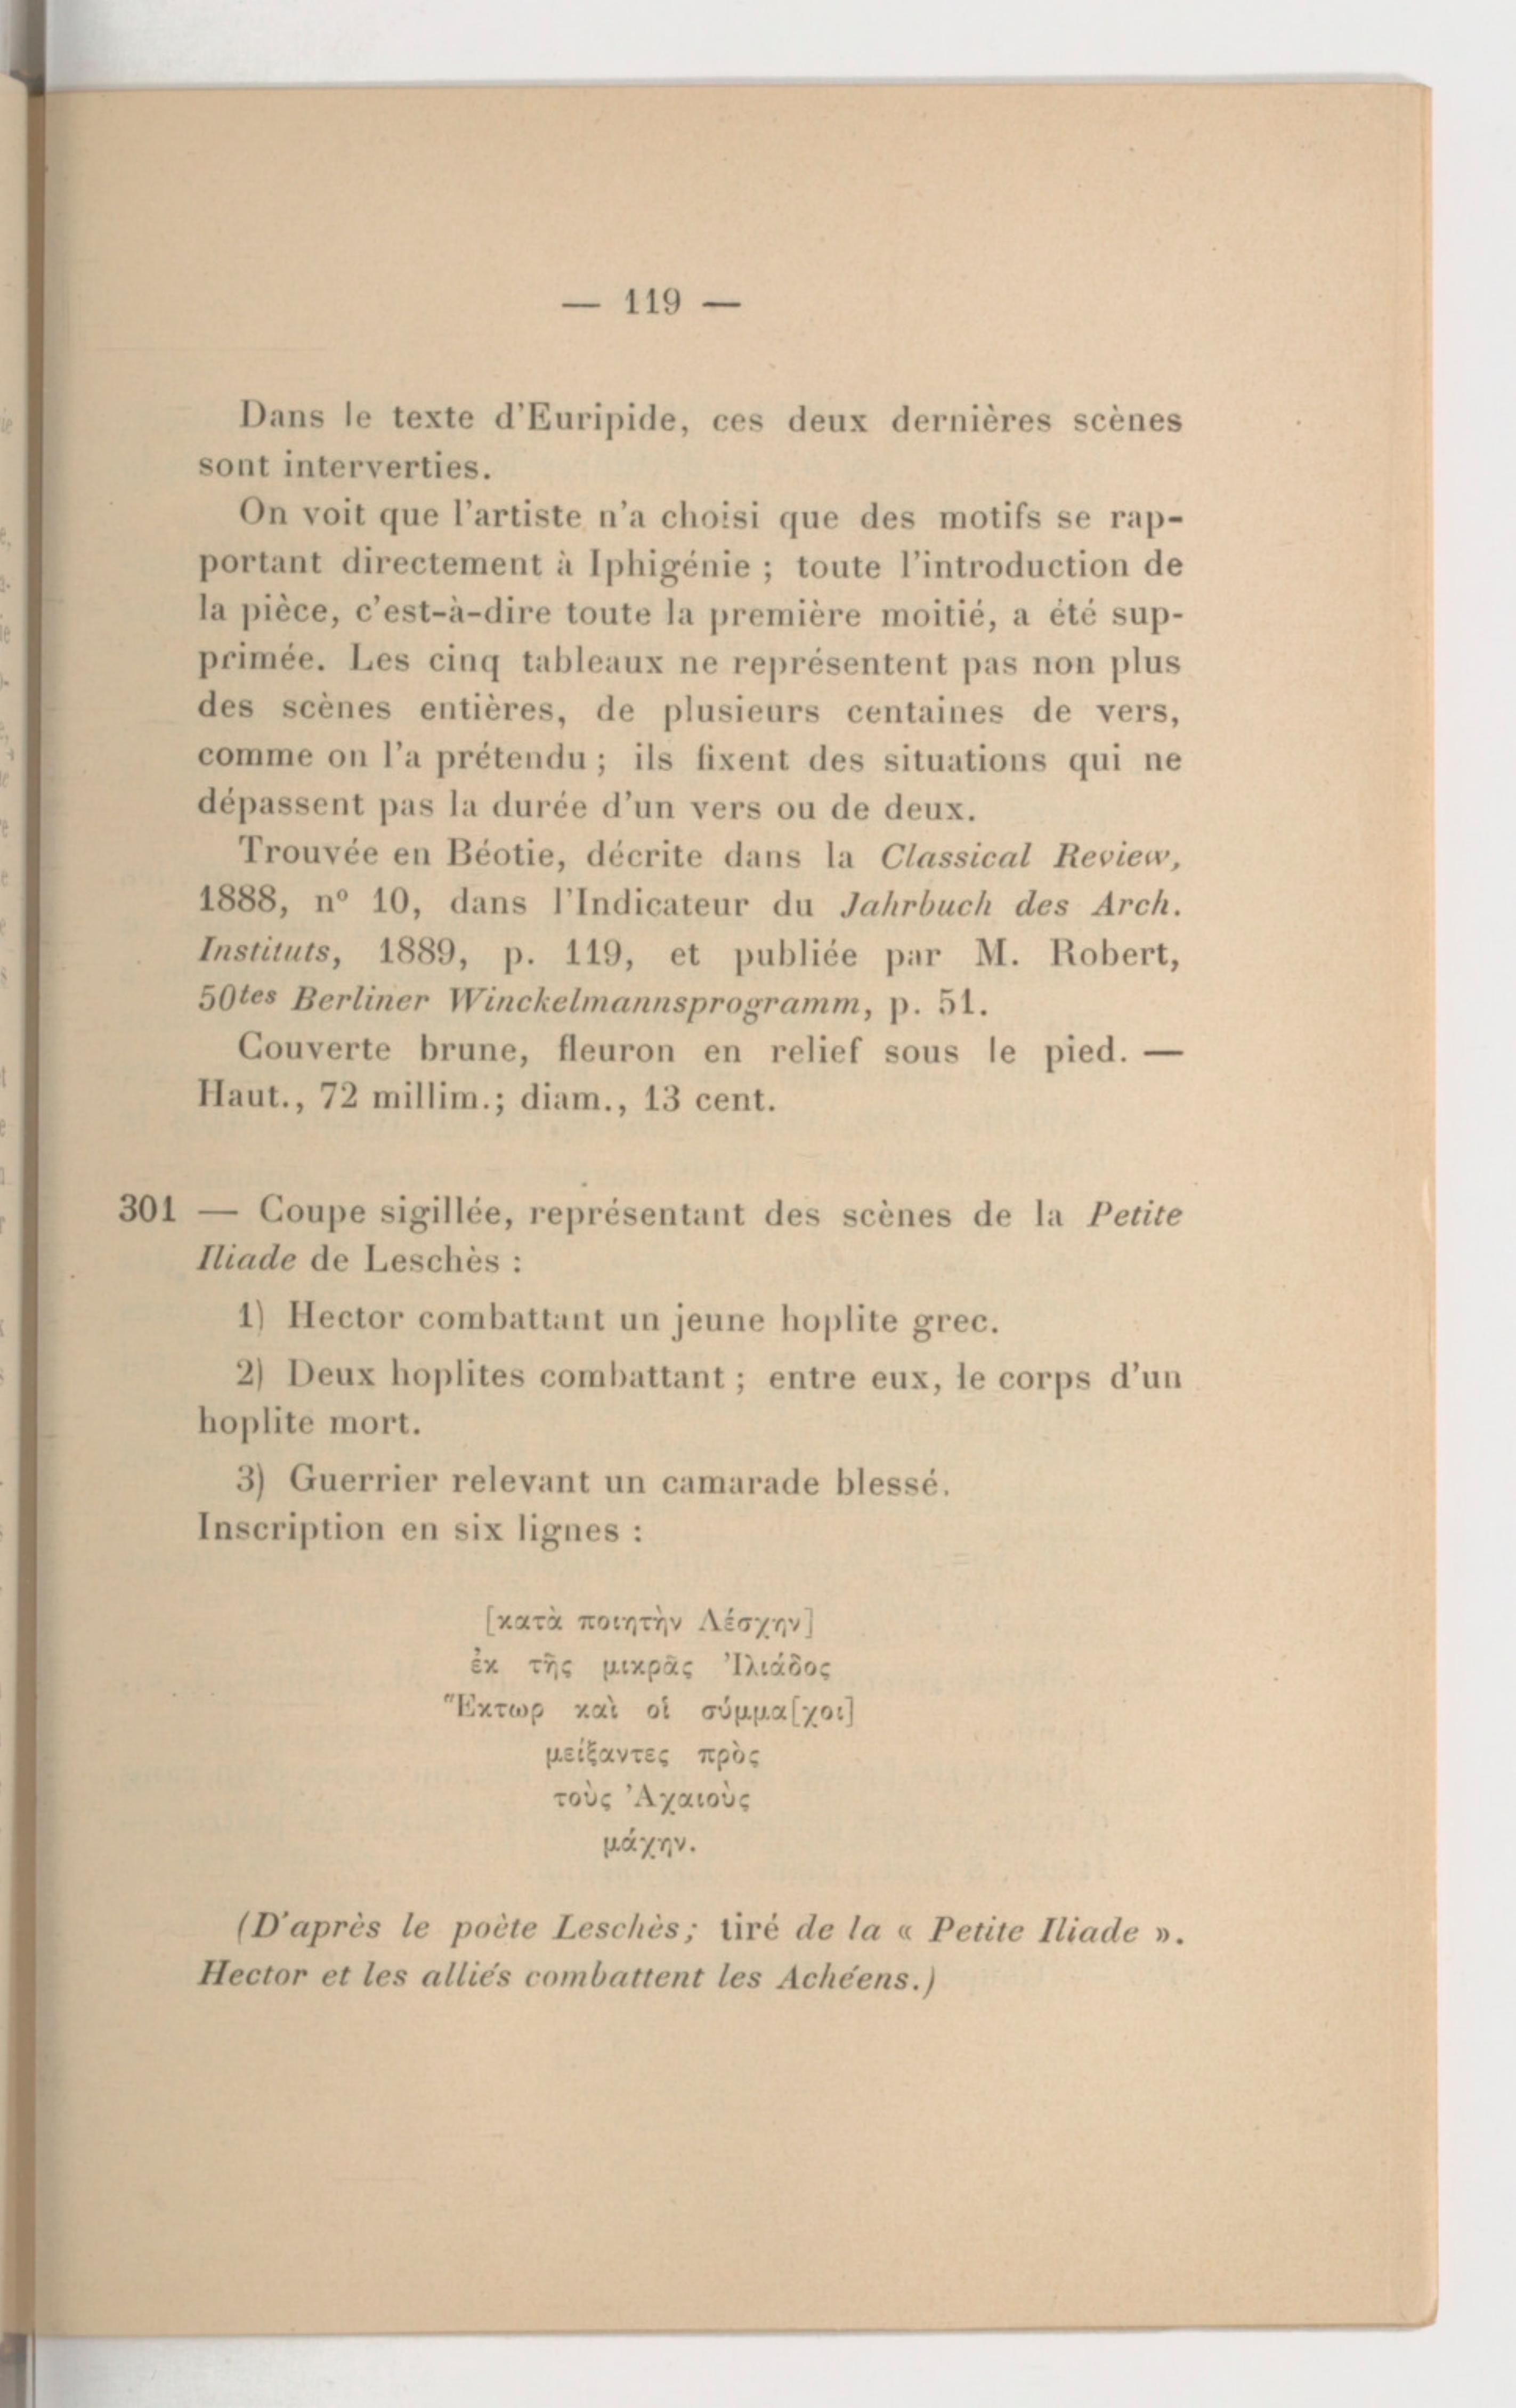 — 119 —
Dans le texte d'Euripide, ces deux dernières scènes
sont interverties.
On voit que l'artiste n'a choisi que des motifs se rap-
portant directement à Iphigénie ; toute l'introduction de
la pièce, c'est-à-dire toute la première moitié, a été sup-
primée. Les cinq tableaux ne représentent pas non plus
des scènes entières, de plusieurs centaines de vers,
comme on l'a prétendu ; ils fixent des situations qui ne
dépassent pas la durée d'un vers ou de deux.
Trouvée en Béotie, décrite dans la Classical Review,
1888, nº 10, dans l'Indicateur du Jahrbuch des Arch.
Instituts, 1889, p. 119, et publiée par M. Robert,
50tes Berliner Winckelmannsprogramm, p. 51.
Couverte brune, fleuron en relief sous le pied. —
Haut., 72 millim.; diam., 13 cent.
301 — Coupe sigillée, représentant des scènes de la Petite
Iliade de Leschès :
1) Hector combattant un jeune hoplite grec.
2) Deux hoplites combattant ; entre eux, le corps d'un
hoplite mort.
3) Guerrier relevant un camarade blessé.
Inscription en six lignes :
[κατὰ ποιητὴν Λέσχην]
ἐκ τῆς μικρᾶς Ἰλιάδος
Ἕκτωρ καὶ οἱ σύμμα[χοι]
μείξαντες πρὸς
τοὺς Ἀχαιοὺς
μάχην.
(D'après le poète Leschès; tiré de la « Petite Iliade ».
Hector et les alliés combattent les Achéens.)